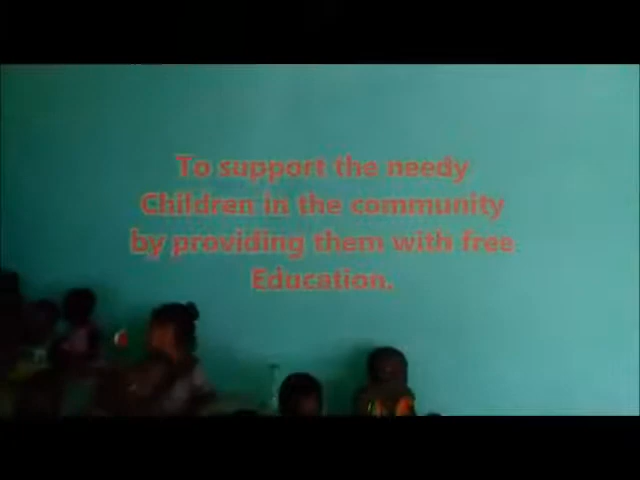 To support the needy
Children in the community
by providing them with free
Education.